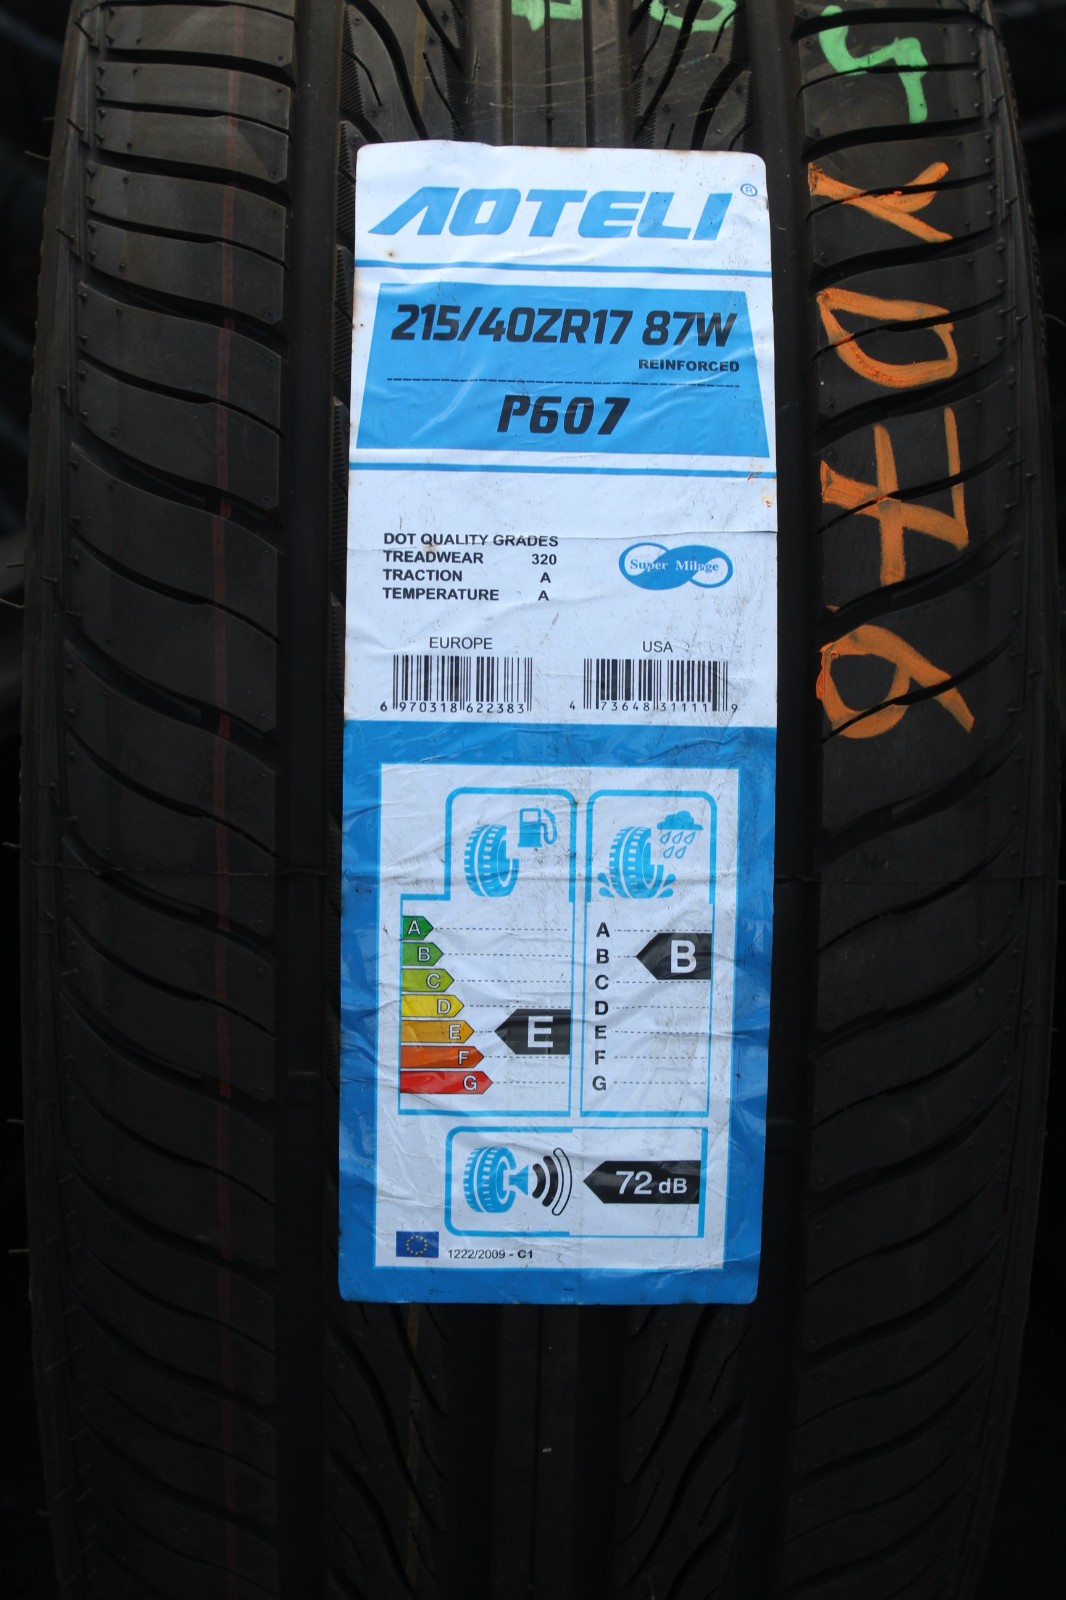 AOTELI®
215/40ZR17 87W
REINFORCED
P607
DOT QUALITY GRADES
TREADWEAR 320
TRACTION A
TEMPERATURE A
Super Milage
EUROPE
6 970318 622383
USA
4 73648 31111 9
A
B
C
D
E
F
G
E
A
B
C
D
E
F
G
B
72 dB
1222/2009 - C1